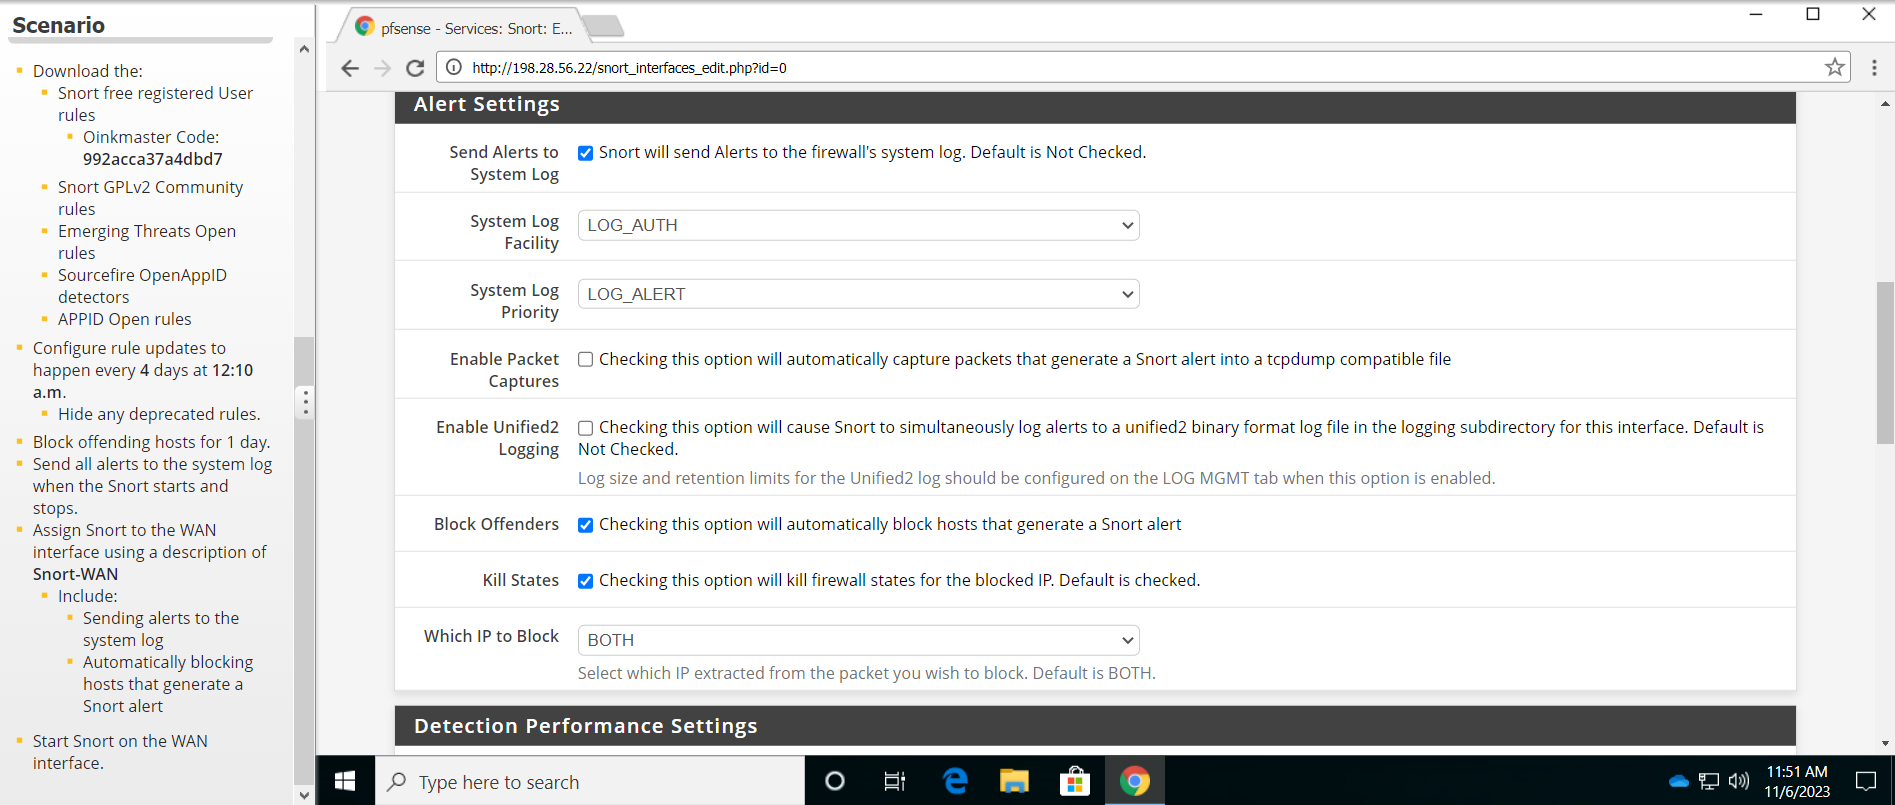 Scenario
Download the:
Snort free registered User
rules
Oinkmaster Code:
992acca37a4dbd7
Snort GPLv2 Community
rules
Emerging Threats Open
rules
Sourcefire OpenAppID
detectors
APPID Open rules
Configure rule updates to
happen every 4 days at 12:10
a.m.
Hide any deprecated rules.
Block offending hosts for 1 day.
Send all alerts to the system log
when the Snort starts and
stops.
Assign Snort to the WAN
interface using a description of
Snort-WAN
Include:
Sending alerts to the
system log
Automatically blocking
hosts that generate a
Snort alert
Start Snort on the WAN
interface.
pfsense - Services: Snort: E...
http://198.28.56.22/snort_interfaces_edit.php?id=0
Alert Settings
Send Alerts to
System Log
Snort will send Alerts to the firewall's system log. Default is Not Checked.
System Log
Facility
LOG_AUTH
System Log
Priority
LOG_ALERT
Enable Packet
Captures
Checking this option will automatically capture packets that generate a Snort alert into a tcpdump compatible file
Enable Unified2
Logging
Checking this option will cause Snort to simultaneously log alerts to a unified2 binary format log file in the logging subdirectory for this interface. Default is
Not Checked.
Log size and retention limits for the Unified2 log should be configured on the LOG MGMT tab when this option is enabled.
Block Offenders
Checking this option will automatically block hosts that generate a Snort alert
Kill States
Checking this option will kill firewall states for the blocked IP. Default is checked.
Which IP to Block
BOTH
Select which IP extracted from the packet you wish to block. Default is BOTH.
Detection Performance Settings
Type here to search
11:51 AM
11/6/2023